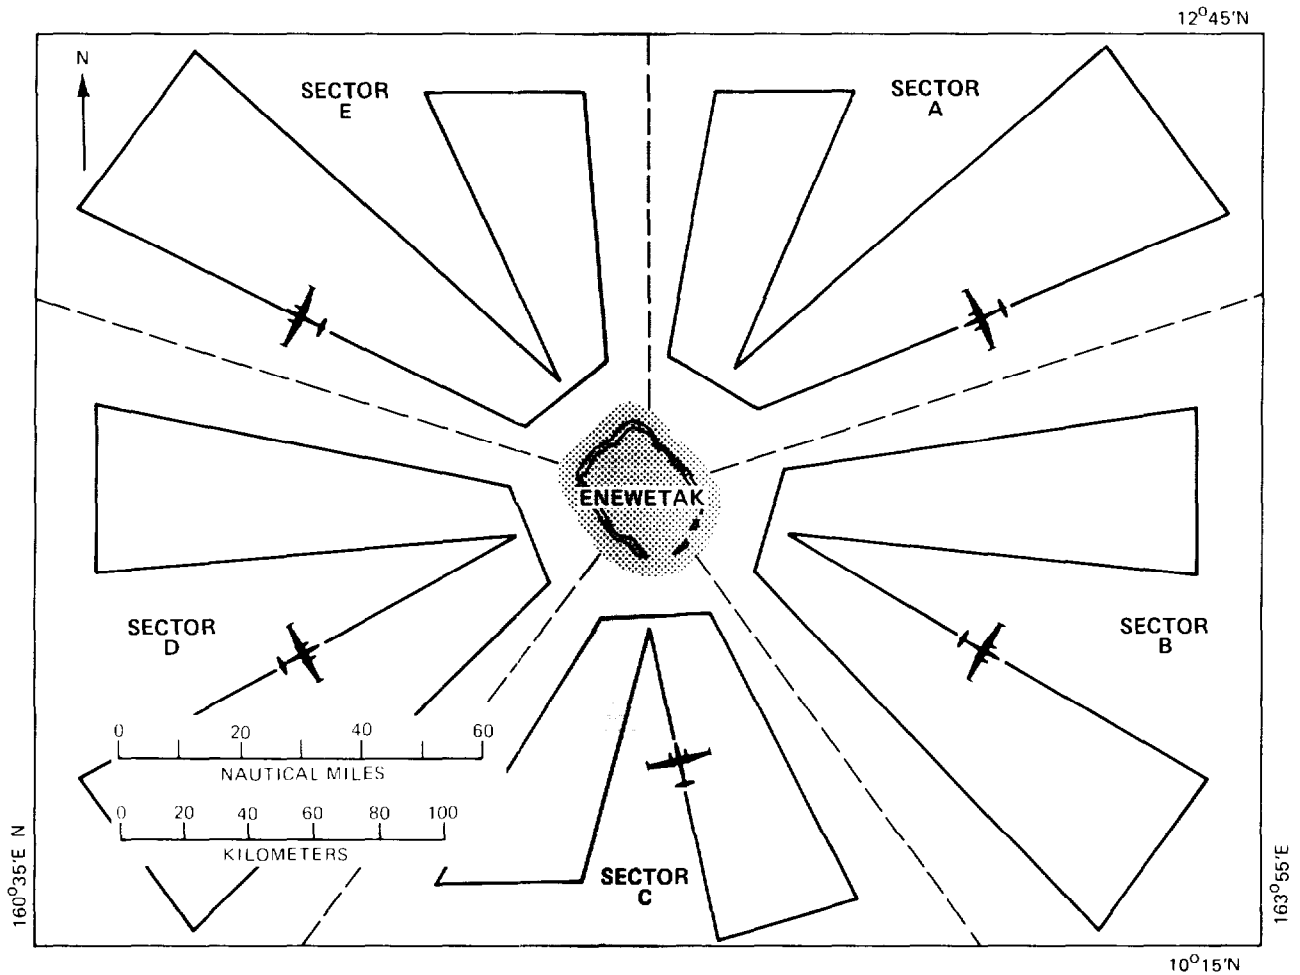 12°45'N
N
SECTOR
E
SECTOR
A
ENEWETAK
SECTOR
D
SECTOR
B
0 20 40 60
NAUTICAL MILES
0 20 40 60 80 100
KILOMETERS
SECTOR
C
160°35'E N
163°55'E
10°15'N